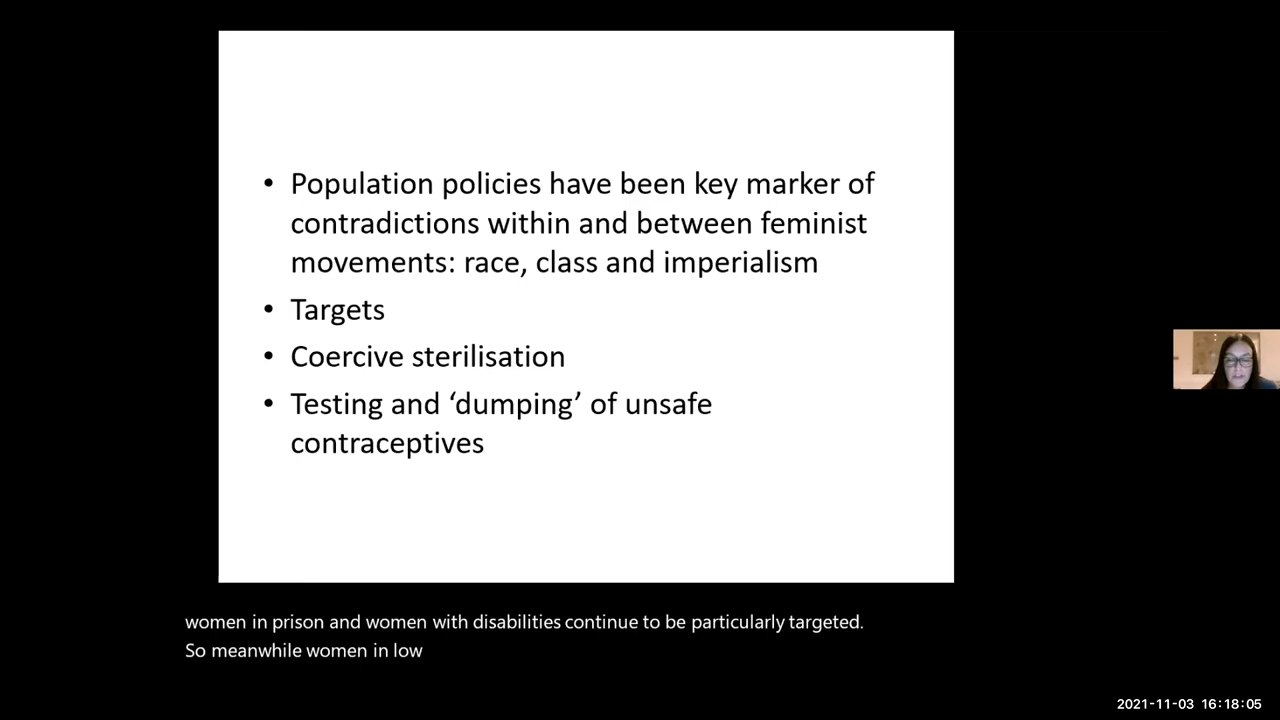 • Population policies have been key marker of
contradictions within and between feminist
movements: race, class and imperialism
• Targets
• Coercive sterilisation
• Testing and ‘dumping’ of unsafe
contraceptives
women in prison and women with disabilities continue to be particularly targeted.
So meanwhile women in low
2021-11-03 16:18:05